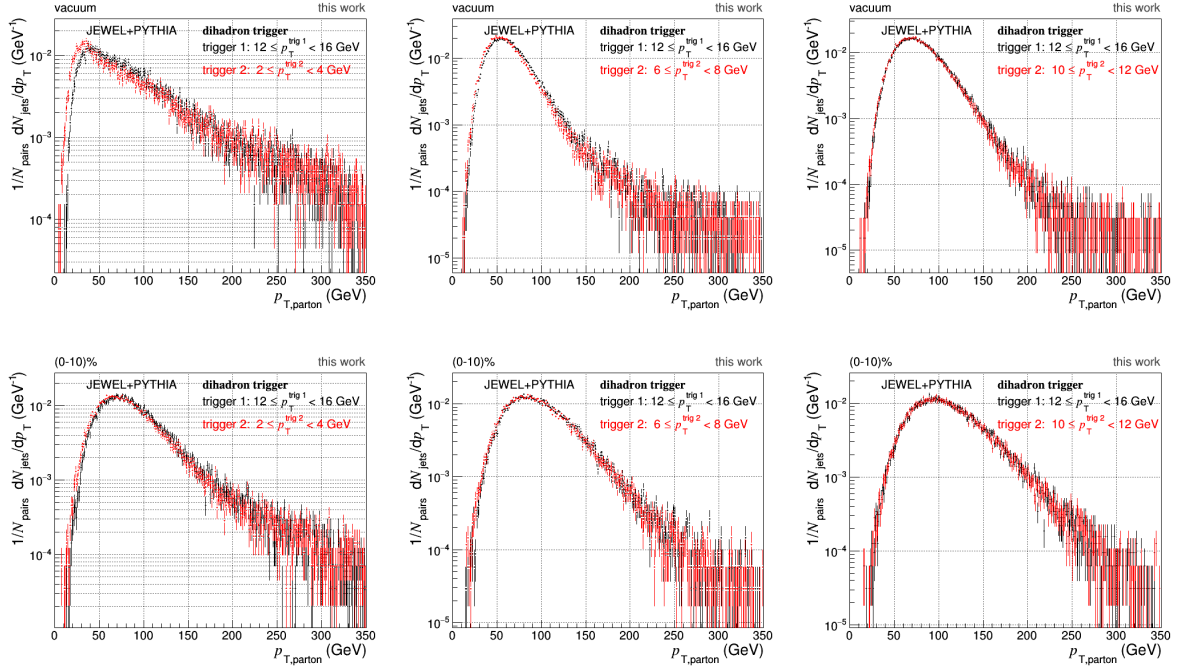 vacuum this work
JEWEL+PYTHIA dihadron trigger
trigger 1: 12 ≤ p_T^trig 1 < 16 GeV
trigger 2: 2 ≤ p_T^trig 2 < 4 GeV
1/N_pairs dN_jets/dp_T (GeV⁻¹)
10⁻²
10⁻³
10⁻⁴
0 50 100 150 200 250 300 350
p_T,parton (GeV)
vacuum this work
JEWEL+PYTHIA dihadron trigger
trigger 1: 12 ≤ p_T^trig 1 < 16 GeV
trigger 2: 6 ≤ p_T^trig 2 < 8 GeV
1/N_pairs dN_jets/dp_T (GeV⁻¹)
10⁻²
10⁻³
10⁻⁴
10⁻⁵
0 50 100 150 200 250 300 350
p_T,parton (GeV)
vacuum this work
JEWEL+PYTHIA dihadron trigger
trigger 1: 12 ≤ p_T^trig 1 < 16 GeV
trigger 2: 10 ≤ p_T^trig 2 < 12 GeV
1/N_pairs dN_jets/dp_T (GeV⁻¹)
10⁻²
10⁻³
10⁻⁴
10⁻⁵
0 50 100 150 200 250 300 350
p_T,parton (GeV)
(0-10)% this work
JEWEL+PYTHIA dihadron trigger
trigger 1: 12 ≤ p_T^trig 1 < 16 GeV
trigger 2: 2 ≤ p_T^trig 2 < 4 GeV
1/N_pairs dN_jets/dp_T (GeV⁻¹)
10⁻²
10⁻³
10⁻⁴
0 50 100 150 200 250 300 350
p_T,parton (GeV)
(0-10)% this work
JEWEL+PYTHIA dihadron trigger
trigger 1: 12 ≤ p_T^trig 1 < 16 GeV
trigger 2: 6 ≤ p_T^trig 2 < 8 GeV
1/N_pairs dN_jets/dp_T (GeV⁻¹)
10⁻²
10⁻³
10⁻⁴
10⁻⁵
0 50 100 150 200 250 300 350
p_T,parton (GeV)
(0-10)% this work
JEWEL+PYTHIA dihadron trigger
trigger 1: 12 ≤ p_T^trig 1 < 16 GeV
trigger 2: 10 ≤ p_T^trig 2 < 12 GeV
1/N_pairs dN_jets/dp_T (GeV⁻¹)
10⁻²
10⁻³
10⁻⁴
10⁻⁵
0 50 100 150 200 250 300 350
p_T,parton (GeV)